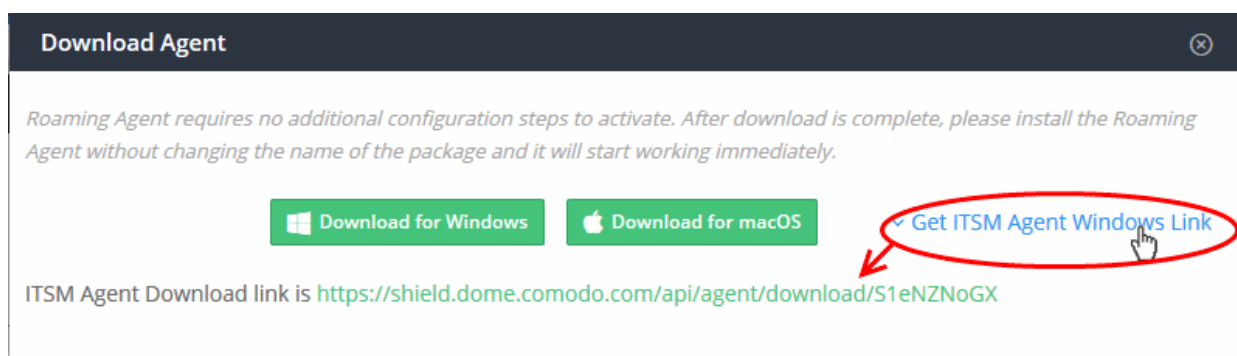 Download Agent
Roaming Agent requires no additional configuration steps to activate. After download is complete, please install the Roaming
Agent without changing the name of the package and it will start working immediately.
Download for Windows
Download for macOS
Get ITSM Agent Windows Link
ITSM Agent Download link is https://shield.dome.comodo.com/api/agent/download/S1eNZNoGX